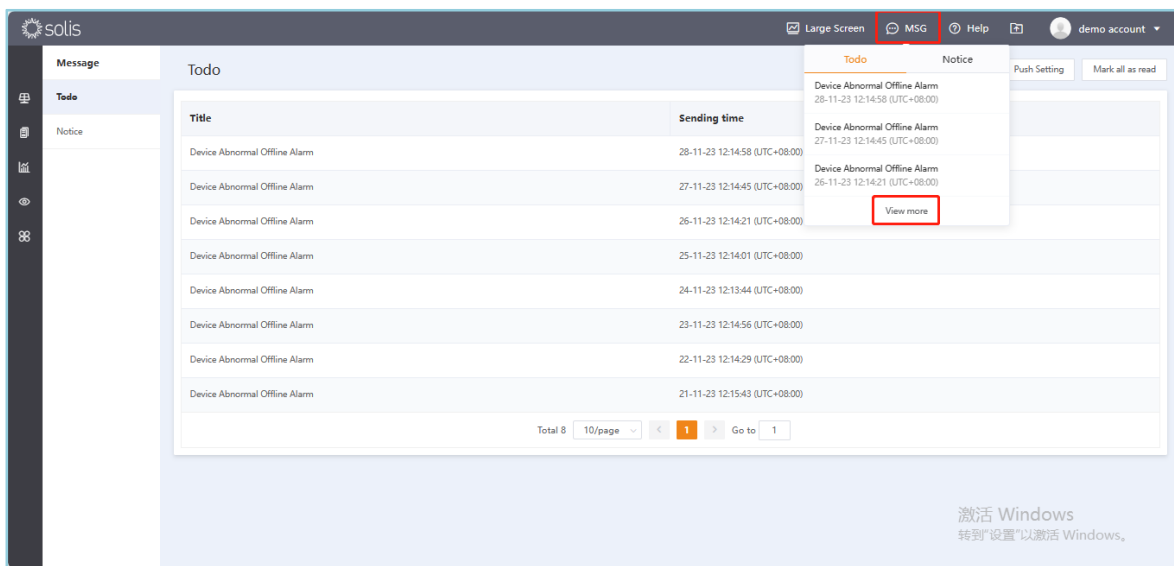 solis
Large Screen MSG Help demo account
Message
Todo
Notice
Todo
Push Setting Mark all as read
Title Sending time
Device Abnormal Offline Alarm 28-11-23 12:14:58 (UTC+08:00)
Device Abnormal Offline Alarm 27-11-23 12:14:45 (UTC+08:00)
Device Abnormal Offline Alarm 26-11-23 12:14:21 (UTC+08:00)
Device Abnormal Offline Alarm 25-11-23 12:14:01 (UTC+08:00)
Device Abnormal Offline Alarm 24-11-23 12:13:44 (UTC+08:00)
Device Abnormal Offline Alarm 23-11-23 12:14:56 (UTC+08:00)
Device Abnormal Offline Alarm 22-11-23 12:14:29 (UTC+08:00)
Device Abnormal Offline Alarm 21-11-23 12:15:43 (UTC+08:00)
Total 8 10/page < 1 > Go to 1
Todo Notice
Device Abnormal Offline Alarm
28-11-23 12:14:58 (UTC+08:00)
Device Abnormal Offline Alarm
27-11-23 12:14:45 (UTC+08:00)
Device Abnormal Offline Alarm
26-11-23 12:14:21 (UTC+08:00)
View more
激活 Windows
转到"设置"以激活 Windows。